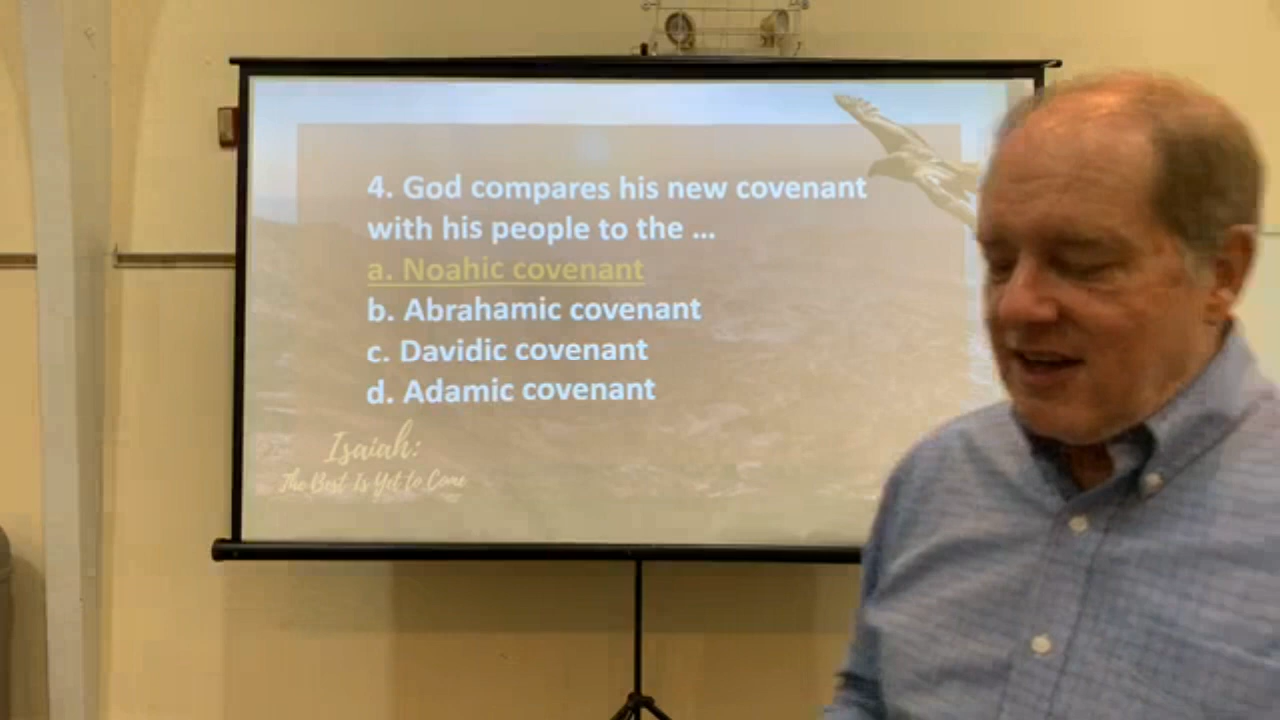 4. God compares his new covenant
with his people to the ...
a. Noahic covenant
b. Abrahamic covenant
c. Davidic covenant
d. Adamic covenant
Isaiah:
The Best Is Yet to Come